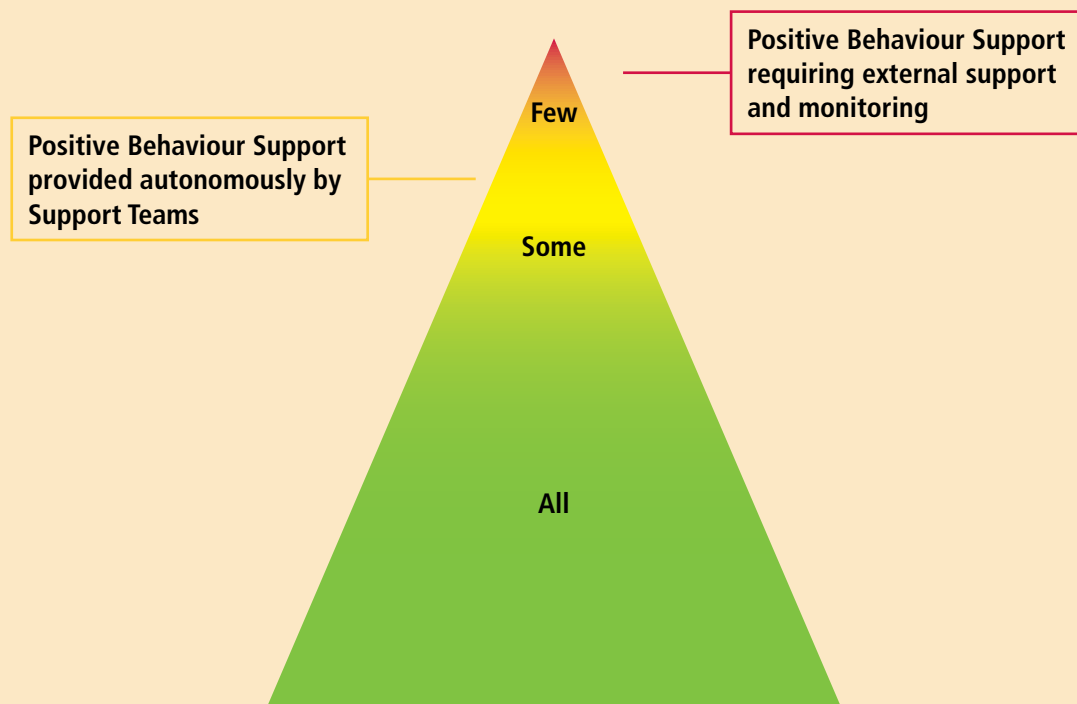 Positive Behaviour Support
requiring external support
and monitoring
Few
Positive Behaviour Support
provided autonomously by
Support Teams
Some
All